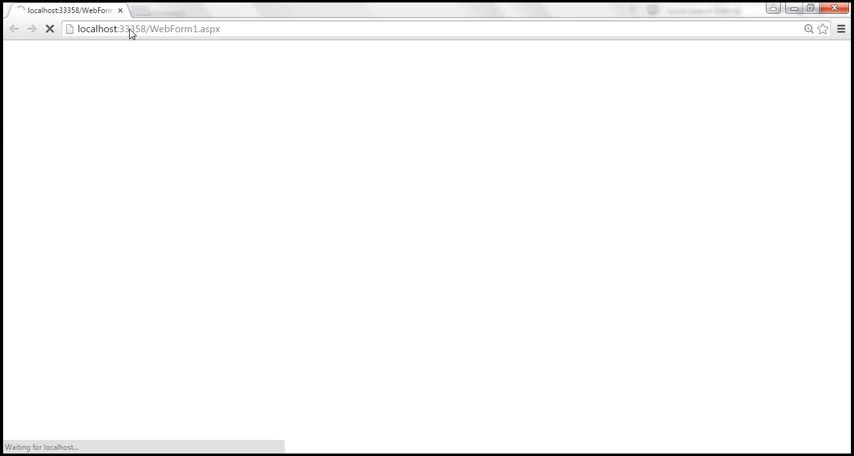 localhost:33358/WebForm
localhost:33358/WebForm1.aspx
Waiting for localhost...